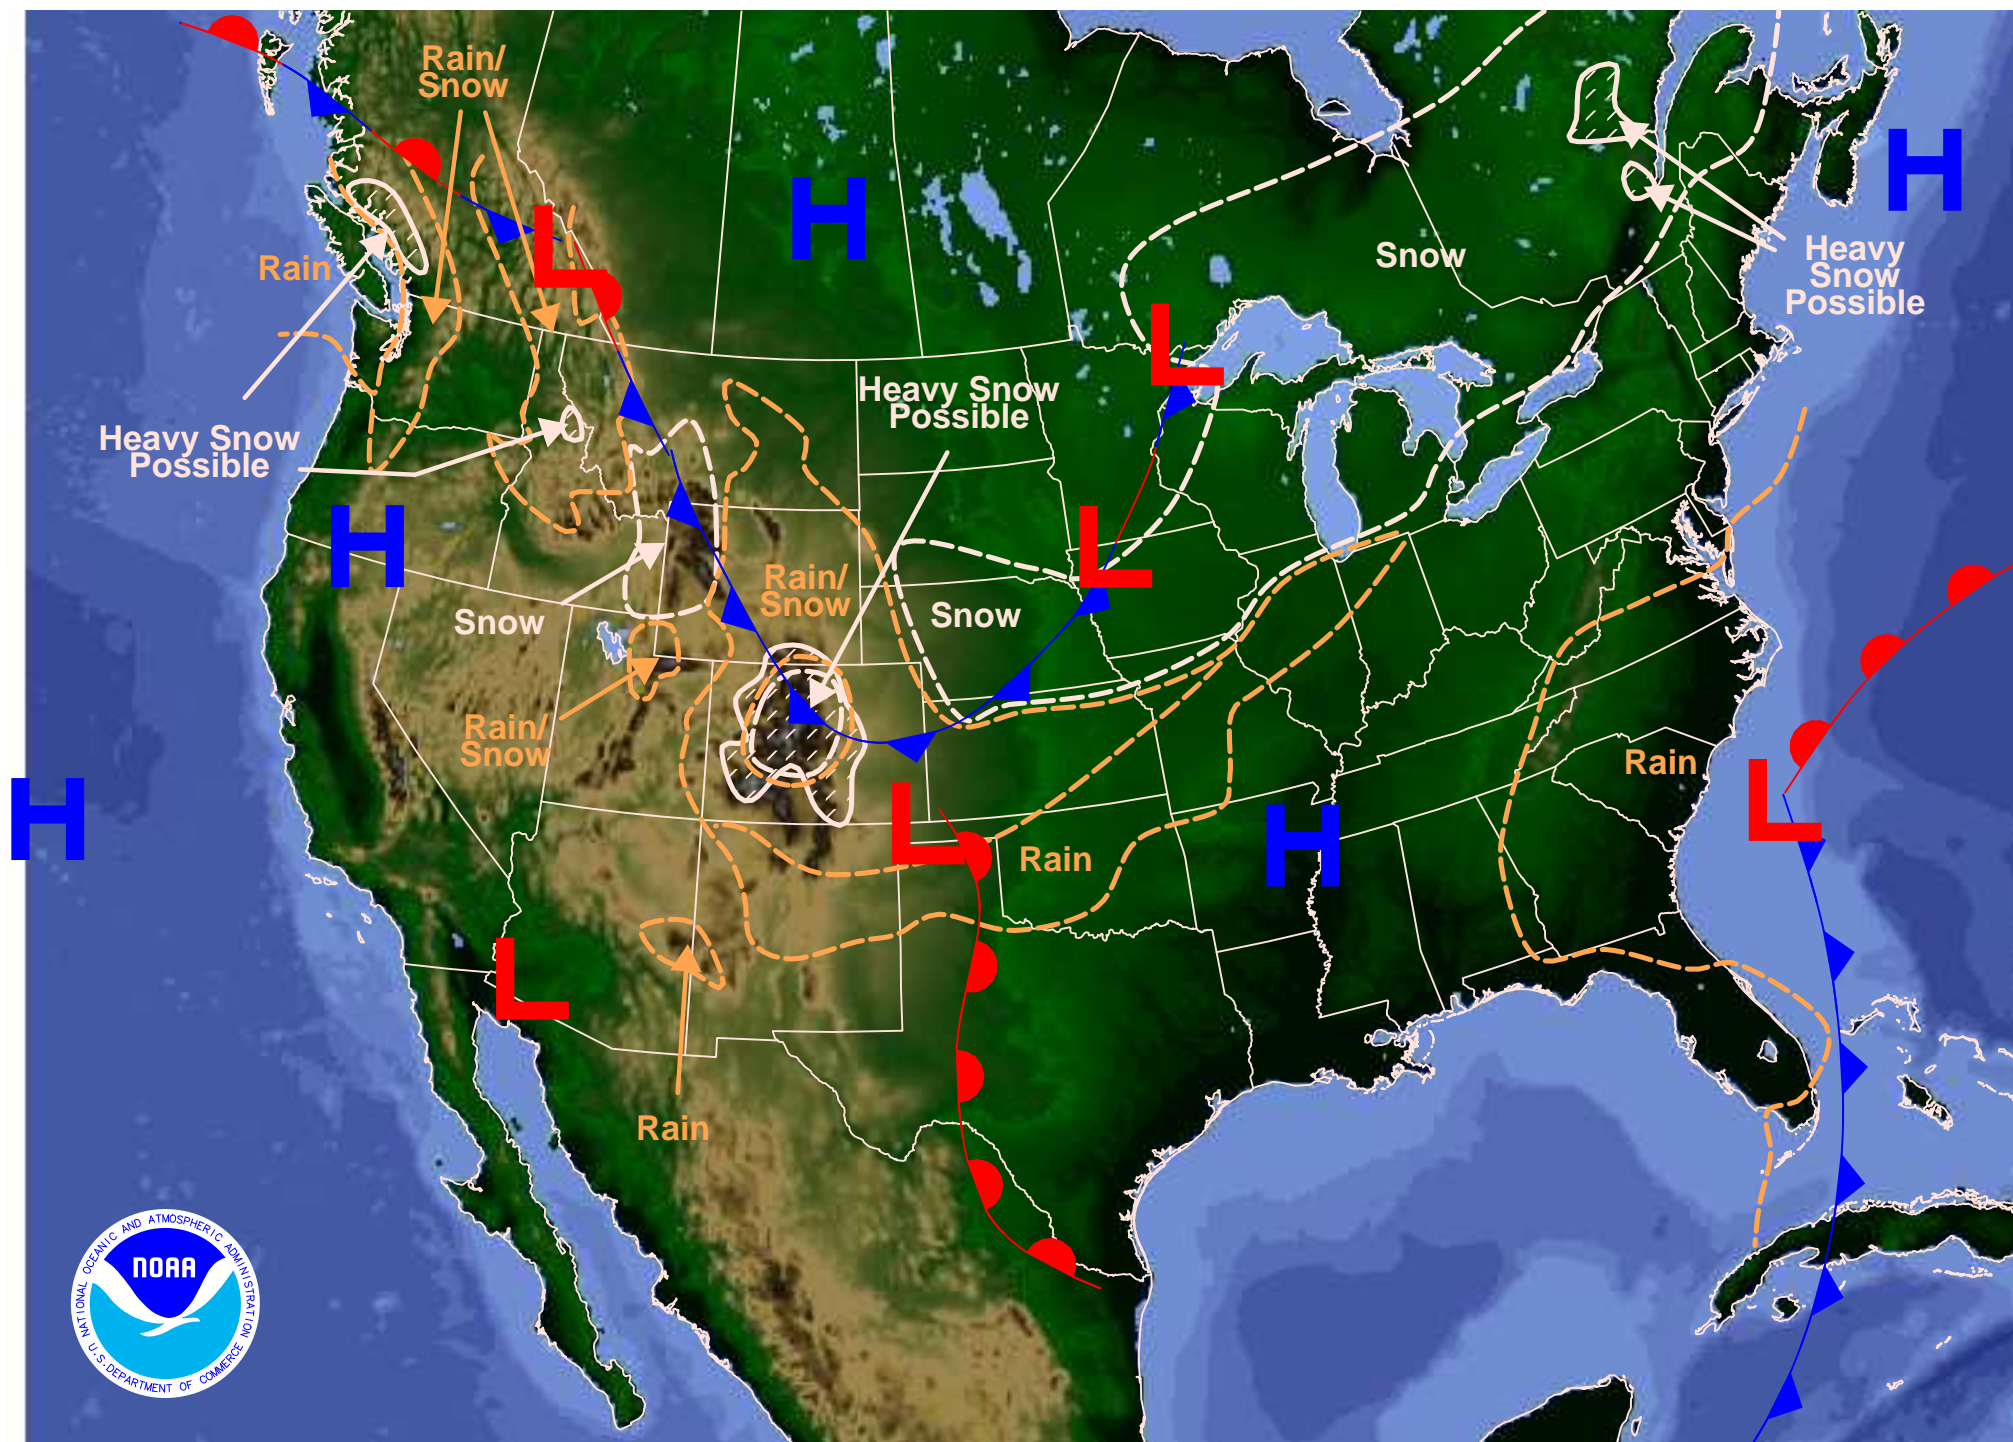 Rain/
Snow
H
H
L
Snow
Heavy
Snow
Possible
Rain
L
Heavy Snow
Possible
Heavy Snow
Possible
H
L
Rain/
Snow
Snow
Snow
Rain/
Snow
Rain
H
L
L
H
Rain
L
Rain
NATIONAL OCEANIC AND ATMOSPHERIC ADMINISTRATION
NOAA
U.S. DEPARTMENT OF COMMERCE